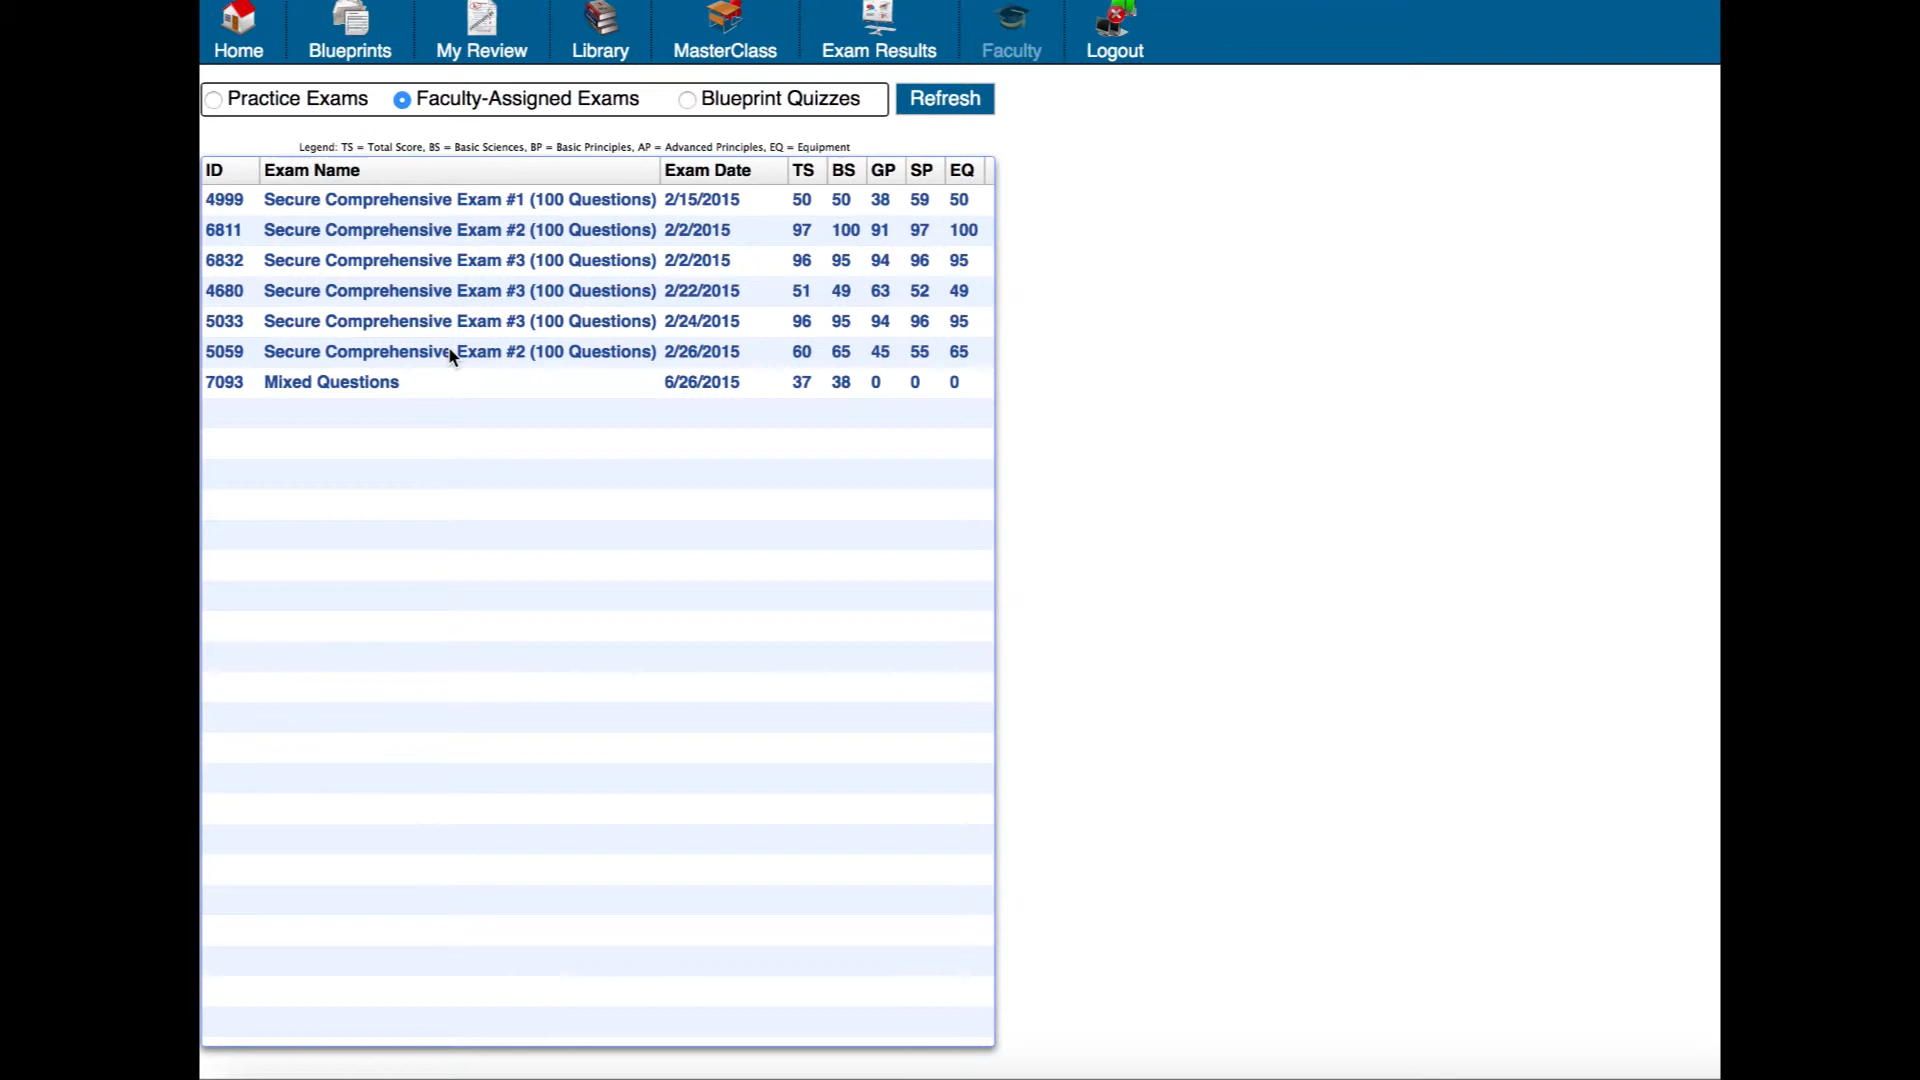 Home Blueprints My Review Library MasterClass Exam Results Faculty Logout
Practice Exams Faculty-Assigned Exams Blueprint Quizzes Refresh
Legend: TS = Total Score, BS = Basic Sciences, BP = Basic Principles, AP = Advanced Principles, EQ = Equipment
ID Exam Name Exam Date TS BS GP SP EQ
4999 Secure Comprehensive Exam #1 (100 Questions) 2/15/2015 50 50 38 59 50
6811 Secure Comprehensive Exam #2 (100 Questions) 2/2/2015 97 100 91 97 100
6832 Secure Comprehensive Exam #3 (100 Questions) 2/2/2015 96 95 94 96 95
4680 Secure Comprehensive Exam #3 (100 Questions) 2/22/2015 51 49 63 52 49
5033 Secure Comprehensive Exam #3 (100 Questions) 2/24/2015 96 95 94 96 95
5059 Secure Comprehensive Exam #2 (100 Questions) 2/26/2015 60 65 45 55 65
7093 Mixed Questions 6/26/2015 37 38 0 0 0